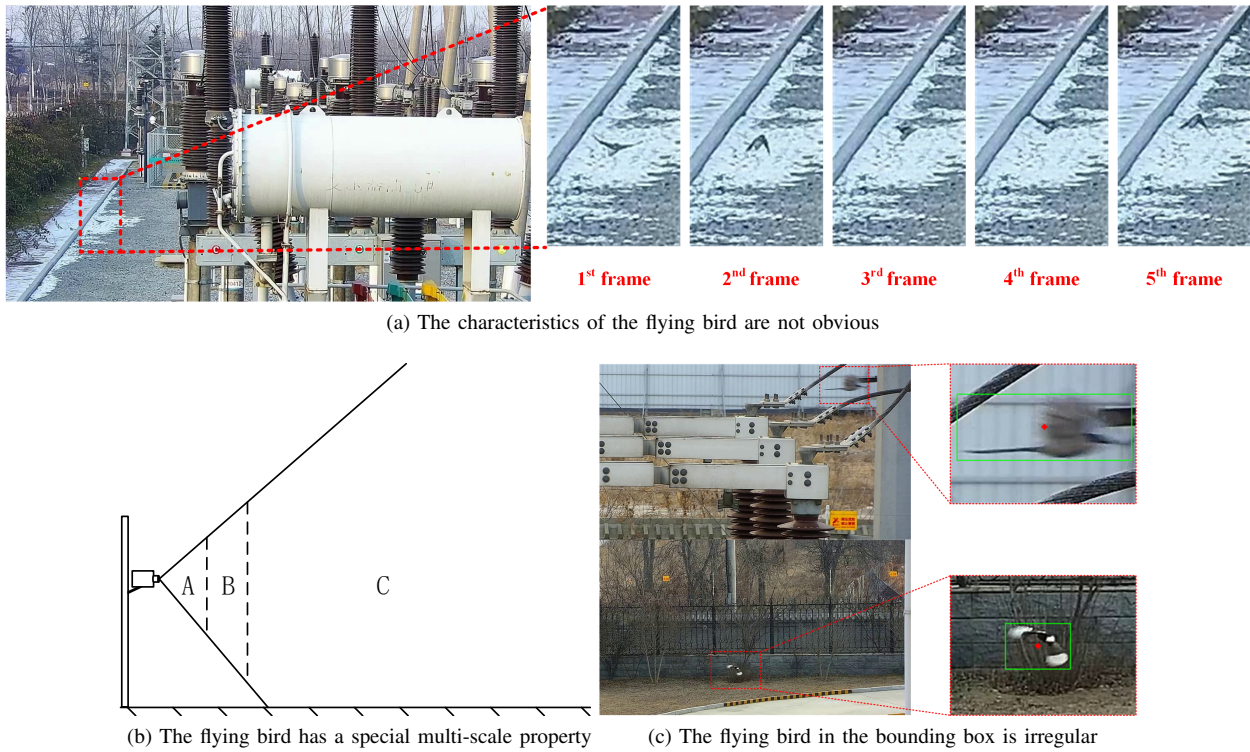 1st frame
2nd frame
3rd frame
4th frame
5th frame
(a) The characteristics of the flying bird are not obvious
A
B
C
(b) The flying bird has a special multi-scale property
(c) The flying bird in the bounding box is irregular